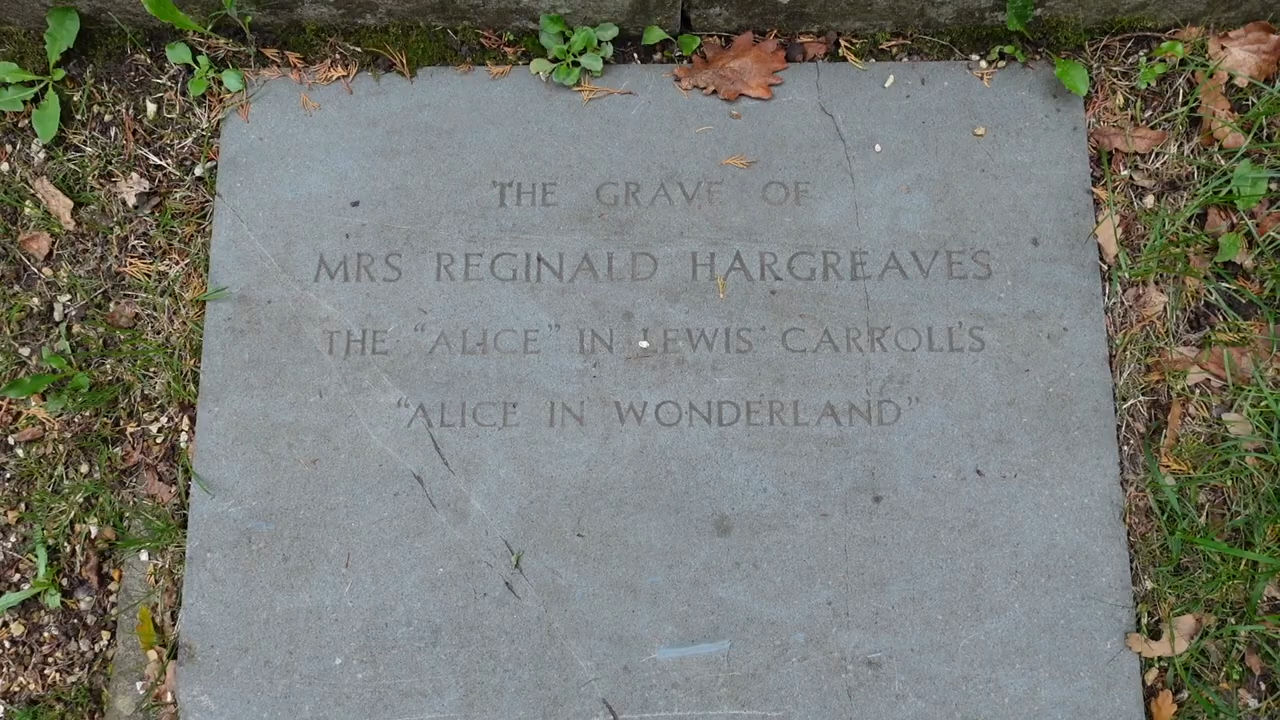 THE GRAVE OF
MRS REGINALD HARGREAVES
THE “ALICE” IN LEWIS CARROLL'S
“ALICE IN WONDERLAND”